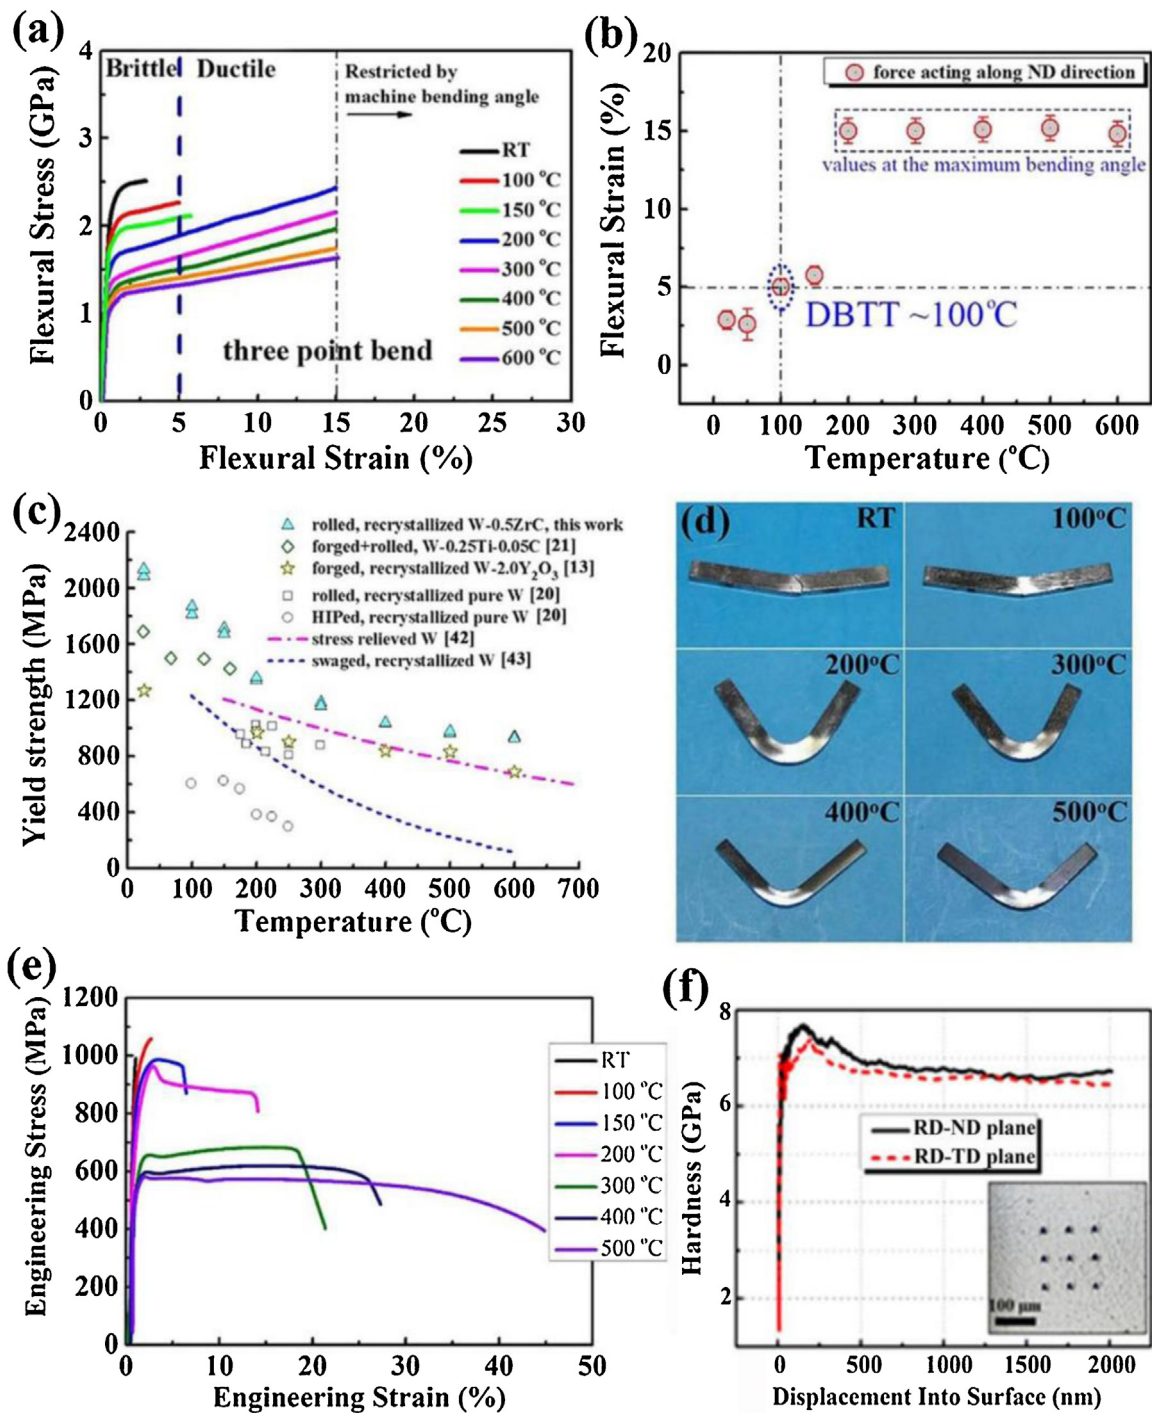 (a)
Flexural Stress (GPa)
4
3
2
1
0
Brittle
Ductile
Restricted by
machine bending angle
RT
100 °C
150 °C
200 °C
300 °C
400 °C
500 °C
600 °C
three point bend
0 5 10 15 20 25 30
Flexural Strain (%)
(b)
Flexural Strain (%)
20
15
10
5
0
force acting along ND direction
values at the maximum bending angle
DBTT ~100°C
0 100 200 300 400 500 600
Temperature (°C)
(c)
Yield strength (MPa)
2400
2000
1600
1200
800
400
0
rolled, recrystallized W-0.5ZrC, this work
forged+rolled, W-0.25Ti-0.05C [21]
forged, recrystallized W-2.0Y₂O₃ [13]
rolled, recrystallized pure W [20]
HIPed, recrystallized pure W [20]
stress relieved W [42]
swaged, recrystallized W [43]
0 100 200 300 400 500 600 700
Temperature (°C)
(d)
RT
100°C
200°C
300°C
400°C
500°C
(e)
Engineering Stress (MPa)
1200
1000
800
600
400
200
0
RT
100 °C
150 °C
200 °C
300 °C
400 °C
500 °C
0 10 20 30 40 50
Engineering Strain (%)
(f)
Hardness (GPa)
8
6
4
2
RD-ND plane
RD-TD plane
100 μm
0 500 1000 1500 2000
Displacement Into Surface (nm)